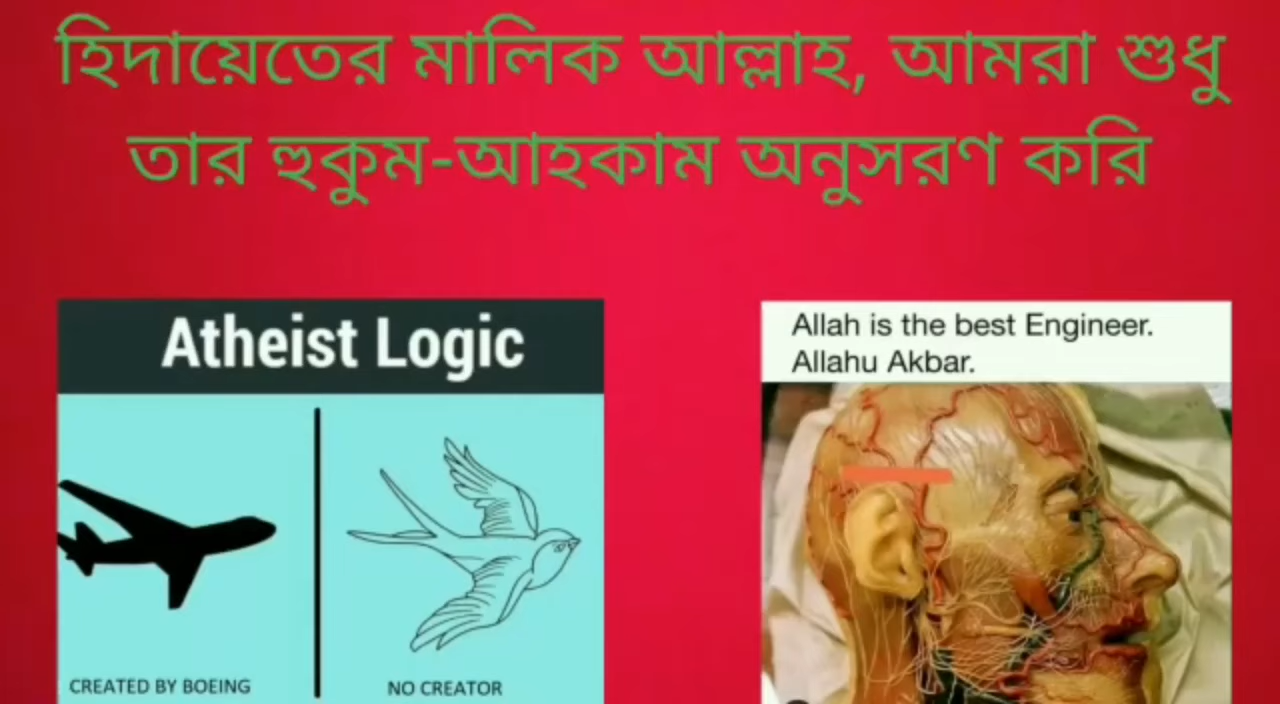 হিদায়েতের মালিক আল্লাহ, আমরা শুধু
তার হুকুম-আহকাম অনুসরণ করি
Atheist Logic
CREATED BY BOEING
NO CREATOR
Allah is the best Engineer.
Allahu Akbar.